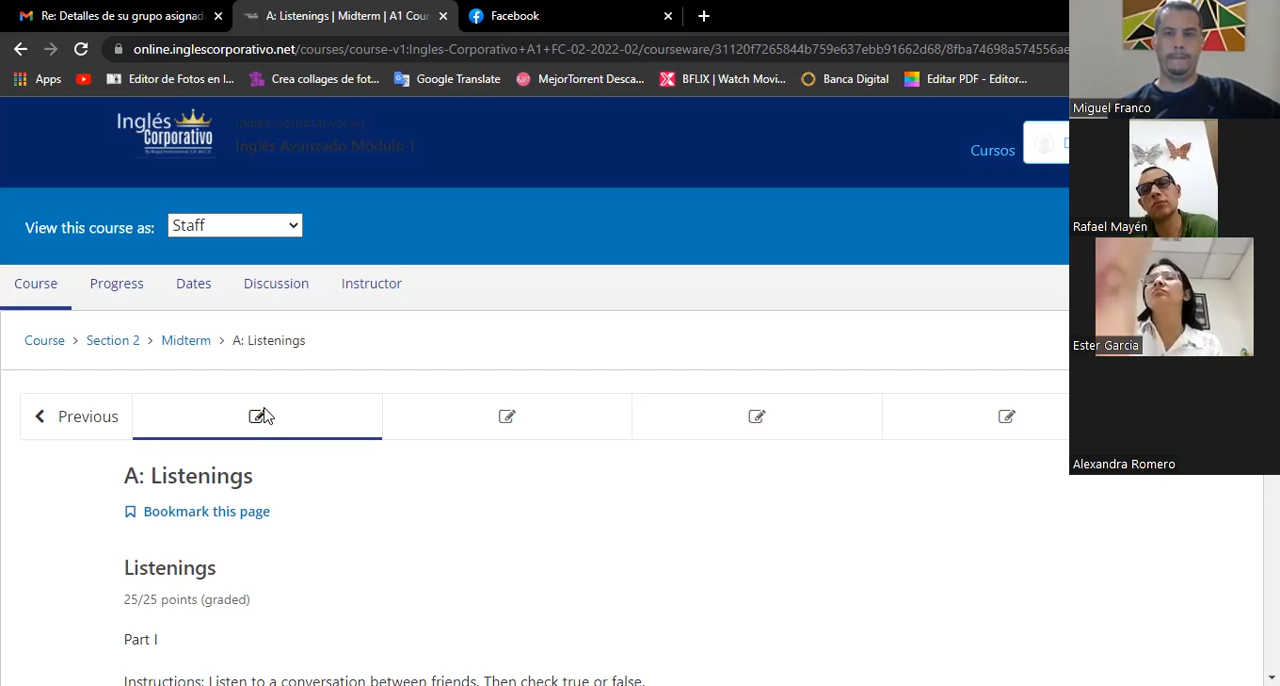 Re: Detalles de su grupo asignad
A: Listenings | Midterm | A1 Cour
Facebook
online.inglescorporativo.net/courses/course-v1:Ingles-Corporativo+A1+FC-02-2022-02/courseware/31120f7265844b759e637ebb91662d68/8fba74698a574556ae
Apps
Editor de Fotos en l...
Crea collages de fot...
Google Translate
MejorTorrent Desca...
BFLIX | Watch Movi...
Banca Digital
Editar PDF - Editor...
Inglés
Corporativo
Ingles-Corporativo: A1
Inglés Avanzado Módulo I
Cursos
View this course as:
Staff
Course
Progress
Dates
Discussion
Instructor
Course > Section 2 > Midterm > A: Listenings
Previous
A: Listenings
Bookmark this page
Listenings
25/25 points (graded)
Part I
Instructions: Listen to a conversation between friends. Then check true or false.
Miguel Franco
Rafael Mayén
Ester Garcia
Alexandra Romero